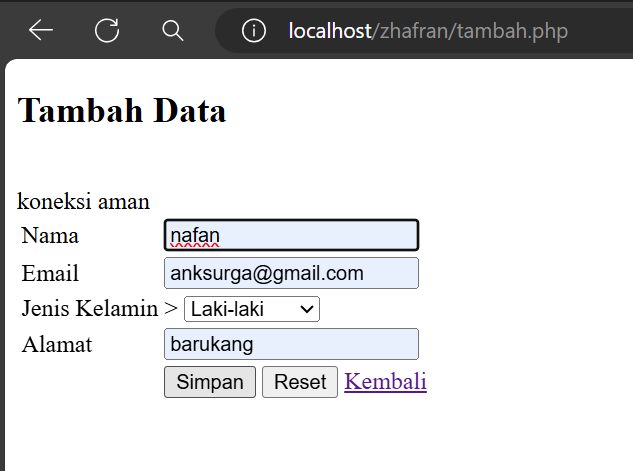 localhost/zhafran/tambah.php
Tambah Data
koneksi aman
Nama nafan
Email anksurga@gmail.com
Jenis Kelamin > Laki-laki
Alamat barukang
Simpan Reset Kembali